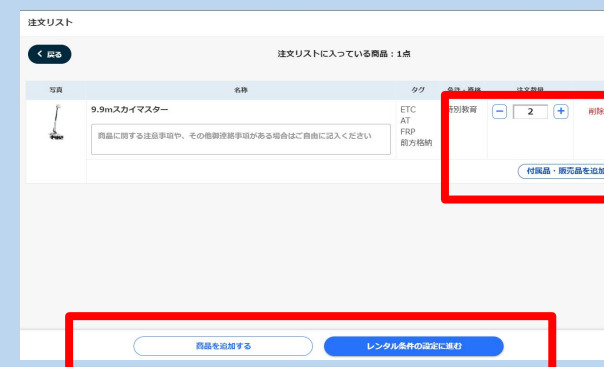 注文リスト
戻る
注文リストに入っている商品：1点
写真 名称 タグ 免許・資格 注文数量
9.9mスカイマスター
商品に関する注意事項や、その他御連絡事項がある場合はご自由に記入ください
ETC
AT
FRP
前方格納
特別教育
2
削除
付属品・販売品を追加
商品を追加する
レンタル条件の設定に進む